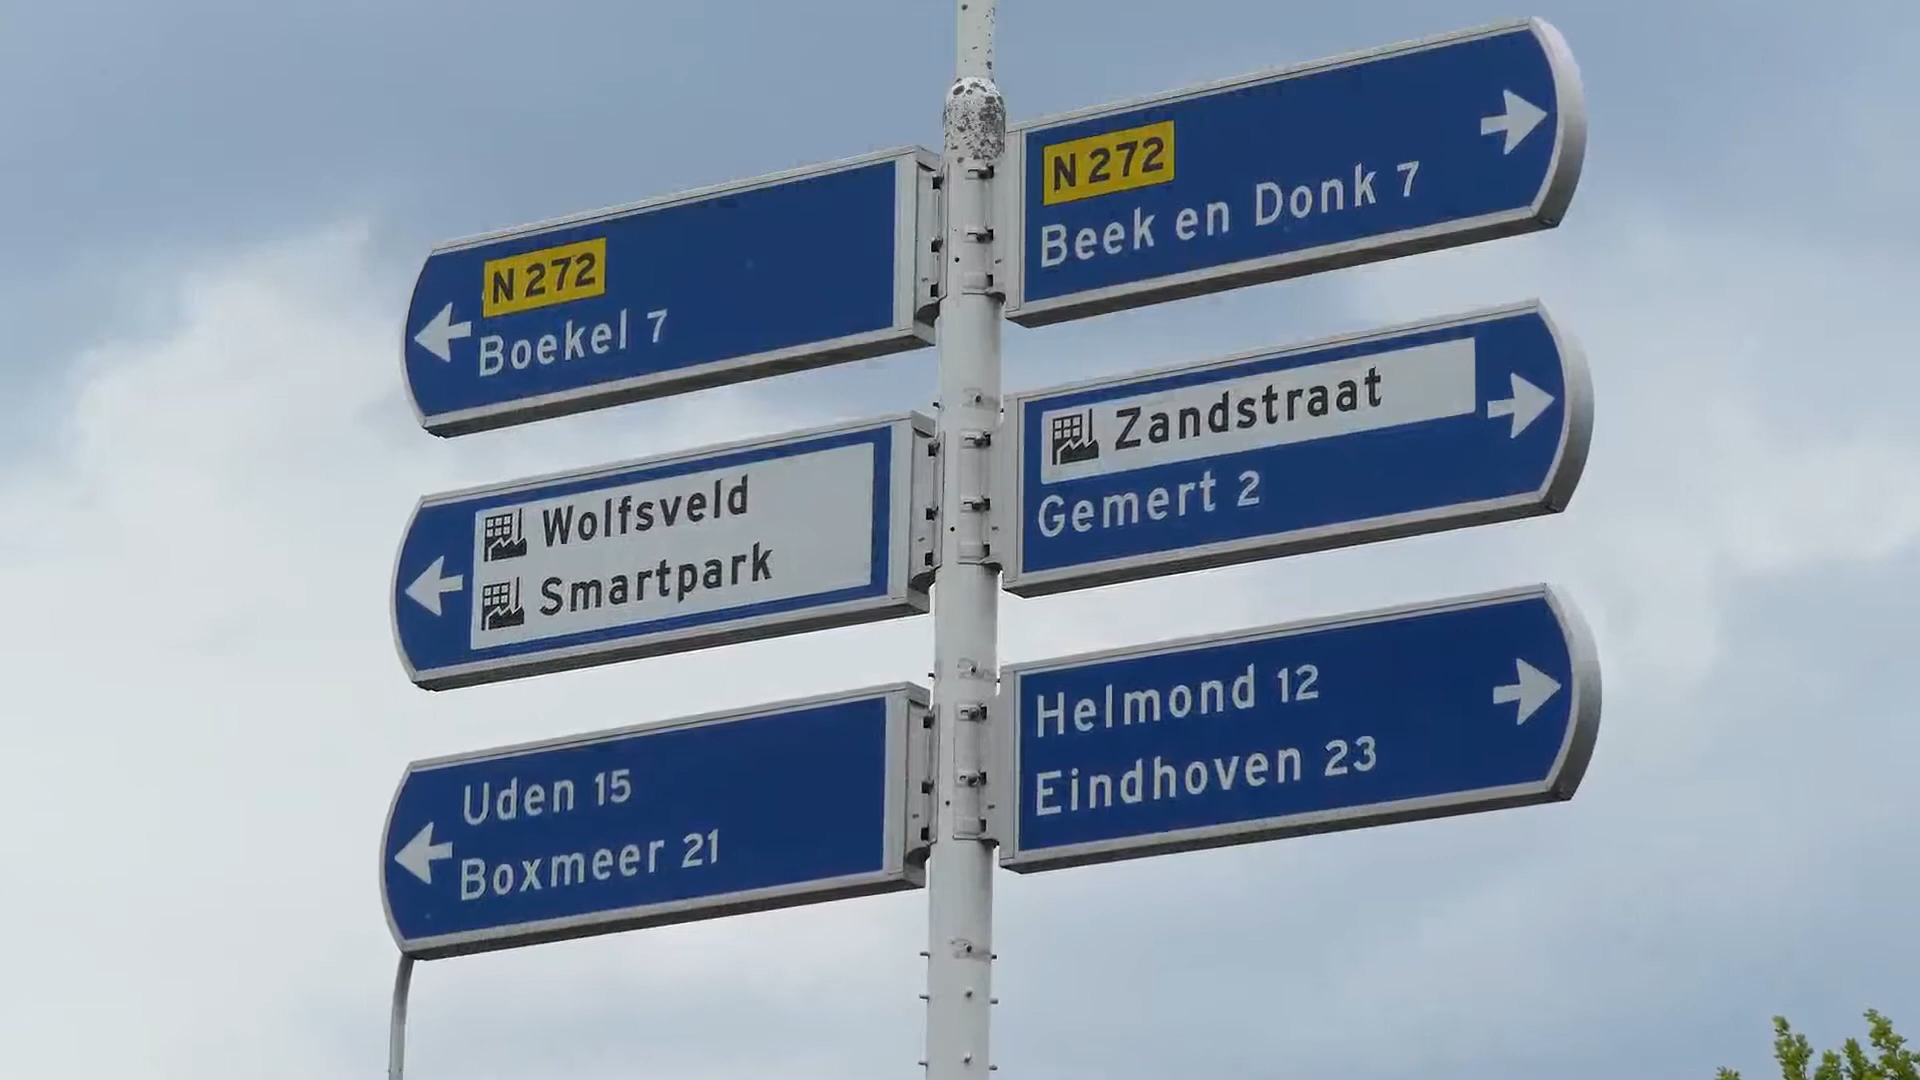 N 272
Boekel 7
Wolfsveld
Smartpark
Uden 15
Boxmeer 21
N 272
Beek en Donk 7
Zandstraat
Gemert 2
Helmond 12
Eindhoven 23